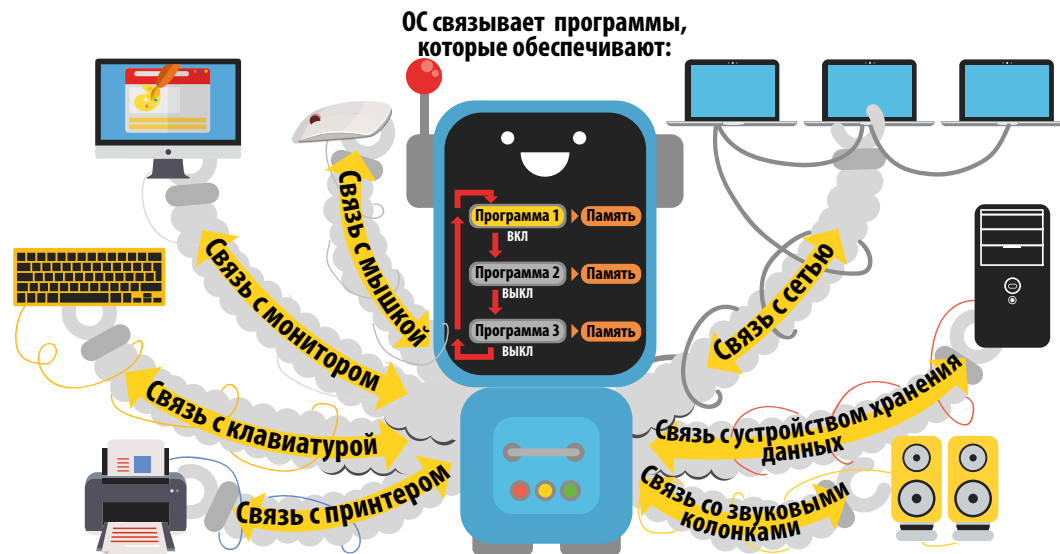 ОС связывает программы,
которые обеспечивают:
Программа 1
Память
ВКЛ
Программа 2
Память
ВЫКЛ
Программа 3
Память
ВЫКЛ
Связь с монитором
Связь с мышкой
Связь с сетью
Связь с клавиатурой
Связь с устройством хранения
данных
Связь с принтером
Связь со звуковыми
колонками